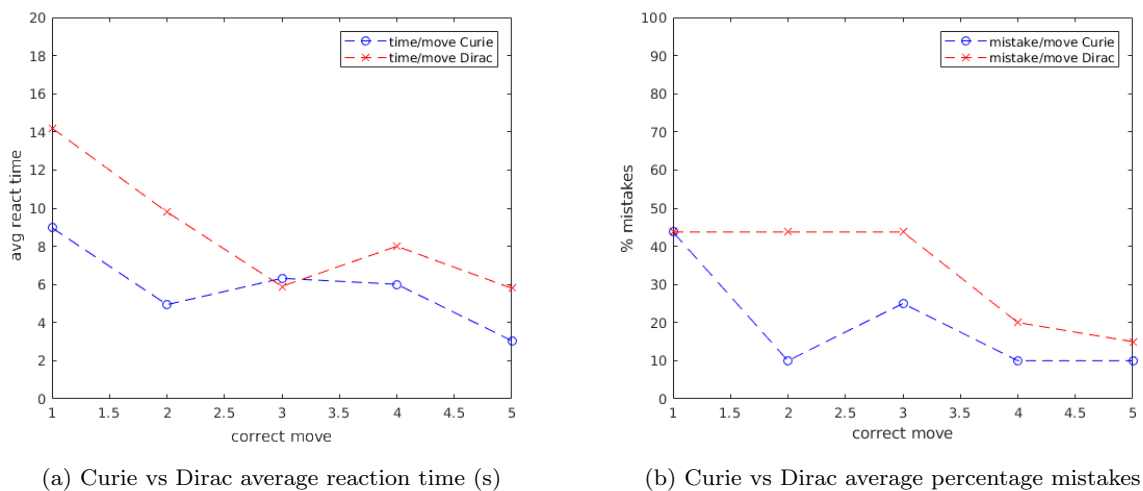 20
18
16
14
12
10
8
6
4
2
0
avg react time
time/move Curie
time/move Dirac
1 1.5 2 2.5 3 3.5 4 4.5 5
correct move
(a) Curie vs Dirac average reaction time (s)
100
90
80
70
60
50
40
30
20
10
0
% mistakes
mistake/move Curie
mistake/move Dirac
1 1.5 2 2.5 3 3.5 4 4.5 5
correct move
(b) Curie vs Dirac average percentage mistakes